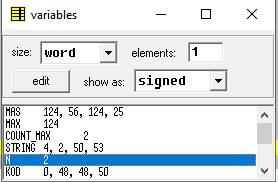 variables
size: word elements: 1
edit show as: signed
MAS 124, 56, 124, 25
MAX 124
COUNT_MAX 2
STRING 4, 2, 50, 53
N 2
KOD 0, 48, 48, 50